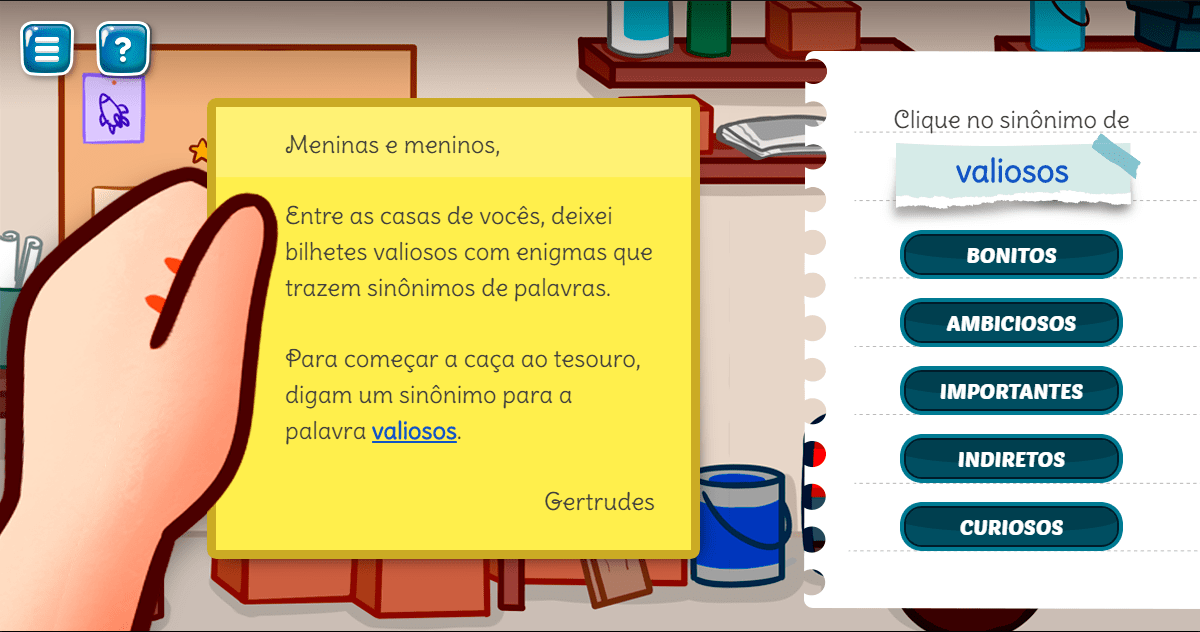 ?
Meninas e meninos,
Entre as casas de vocês, deixei
bilhetes valiosos com enigmas que
trazem sinônimos de palavras.
Para começar a caça ao tesouro,
digam um sinônimo para a
palavra valiosos.
Gertrudes
Clique no sinônimo de
valiosos
BONITOS
AMBICIOSOS
IMPORTANTES
INDIRETOS
CURIOSOS